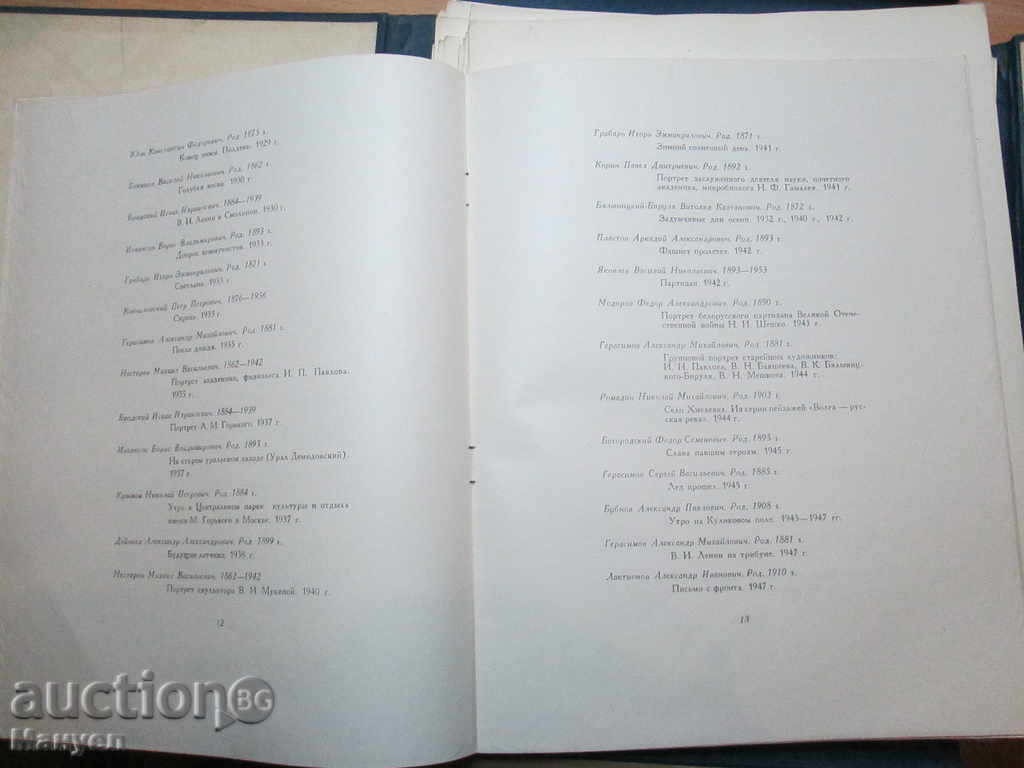 Юон Константин Федорович. Род. 1875 г.
Конец зимы. Полдень. 1929 г.
Бакшеев Василий Николаевич. Род. 1862 г.
Голубая весна. 1930 г.
Бродский Исаак Израилевич. 1884—1939
В. И. Ленин в Смольном. 1930 г.
Иогансон Борис Владимирович. Род. 1893 г.
Допрос коммунистов. 1933 г.
Грабарь Игорь Эммануилович. Род. 1871 г.
Светлана. 1933 г.
Кончаловский Петр Петрович. 1876—1956
Сирень. 1933 г.
Герасимов Александр Михайлович. Род. 1881 г.
После дождя. 1935 г.
Нестеров Михаил Васильевич. 1862—1942
Портрет академика, физиолога И. П. Павлова.
1935 г.
Бродский Исаак Израилевич. 1884—1939
Портрет А. М. Горького. 1937 г.
Иогансон Борис Владимирович. Род. 1893 г.
На старом уральском заводе (Урал Демидовский).
1937 г.
Крымов Николай Петрович. Род. 1884 г.
Утро в Центральном парке культуры и отдыха
имени М. Горького в Москве. 1937 г.
Дейнека Александр Александрович. Род. 1899 г.
Будущие летчики. 1938 г.
Нестеров Михаил Васильевич. 1862—1942
Портрет скульптора В. И. Мухиной. 1940 г.
12
Грабарь Игорь Эммануилович. Род. 1871 г.
Зимний солнечный день. 1941 г.
Корин Павел Дмитриевич. Род. 1892 г.
Портрет заслуженного деятеля науки, почетного
академика, микробиолога Н. Ф. Гамалея. 1941 г.
Бялыницкий-Бируля Витольд Каэтанович. Род. 1872 г.
Задумчивые дни осени. 1932 г., 1940 г., 1942 г.
Пластов Аркадий Александрович. Род. 1893 г.
Фашист пролетел. 1942 г.
Яковлев Василий Николаевич. 1893—1953
Партизан. 1942 г.
Модоров Федор Александрович. Род. 1890 г.
Портрет белорусского партизана Великой Отече-
ственной войны Н. И. Шешко. 1943 г.
Герасимов Александр Михайлович. Род. 1881 г.
Групповой портрет старейших художников:
И. Н. Павлова, В. Н. Бакшеева, В. К. Бялыниц-
кого-Бируля, В. Н. Мешкова. 1944 г.
Ромадин Николай Михайлович. Род. 1903 г.
Село Хмелевка. Из серии пейзажей «Волга — рус-
ская река». 1944 г.
Богородский Федор Семенович. Род. 1895 г.
Слава павшим героям. 1945 г.
Герасимов Сергей Васильевич. Род. 1885 г.
Лед прошел. 1945 г.
Бубнов Александр Павлович. Род. 1908 г.
Утро на Куликовом поле. 1943—1947 гг.
Герасимов Александр Михайлович. Род. 1881 г.
В. И. Ленин на трибуне. 1947 г.
Лактионов Александр Иванович. Род. 1910 г.
Письмо с фронта. 1947 г.
13
auction BG
Manyen